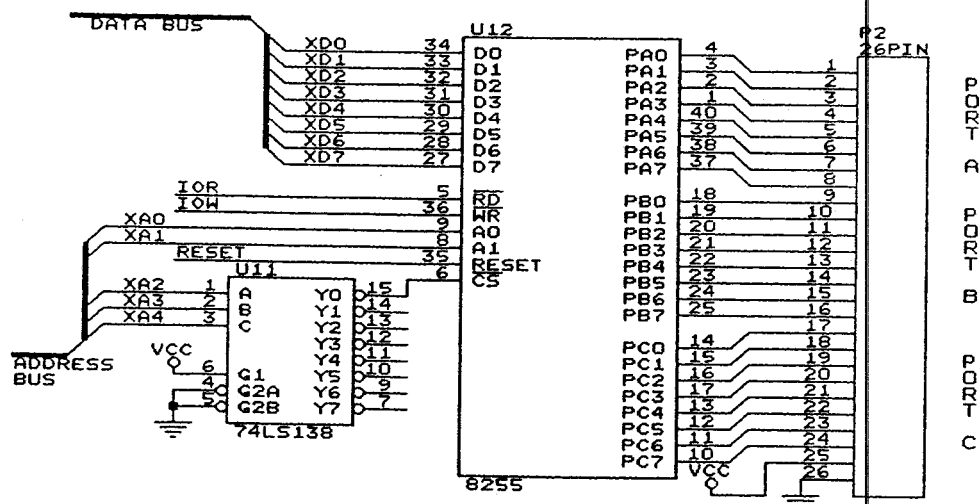 DATA BUS
U12
P2
26PIN
XD0 34 D0
XD1 33 D1
XD2 32 D2
XD3 31 D3
XD4 30 D4
XD5 29 D5
XD6 28 D6
XD7 27 D7
IOR 5 RD
IOW 36 WR
XA0 9 A0
XA1 8 A1
RESET 35 RESET
6 CS
4 PA0
3 PA1
2 PA2
1 PA3
40 PA4
39 PA5
38 PA6
37 PA7
18 PB0
19 PB1
20 PB2
21 PB3
22 PB4
23 PB5
24 PB6
25 PB7
14 PC0
15 PC1
16 PC2
17 PC3
13 PC4
12 PC5
11 PC6
10 PC7
8255
1
2
3
4
5
6
7
8
9
10
11
12
13
14
15
16
17
18
19
20
21
22
23
24
25
26
PORT A
PORT B
PORT C
VCC
U11
XA2 1 A
XA3 2 B
XA4 3 C
VCC
6 G1
4 G2A
5 G2B
Y0 15
Y1 14
Y2 13
Y3 12
Y4 11
Y5 10
Y6 9
Y7 7
74LS138
ADDRESS
BUS